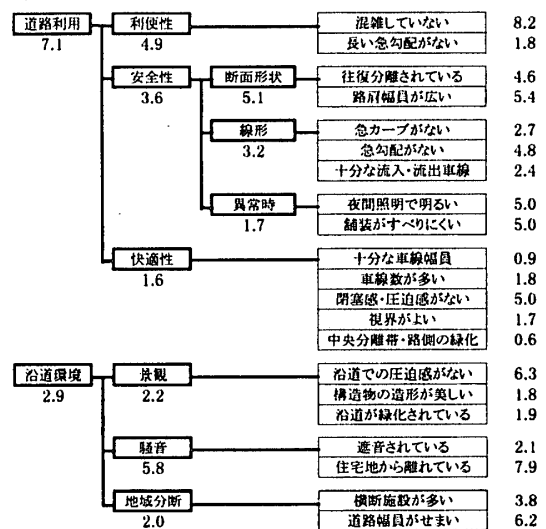 道路利用 利便性 混雑していない 8.2
7.1 4.9 長い急勾配がない 1.8
安全性 断面形状 往復分離されている 4.6
3.6 5.1 路肩幅員が広い 5.4
線形 急カーブがない 2.7
3.2 急勾配がない 4.8
十分な流入・流出車線 2.4
異常時 夜間照明で明るい 5.0
1.7 舗装がすべりにくい 5.0
快適性 十分な車線幅員 0.9
1.6 車線数が多い 1.8
閉塞感・圧迫感がない 5.0
視界がよい 1.7
中央分離帯・路側の緑化 0.6
沿道環境 景観 沿道での圧迫感がない 6.3
2.9 2.2 構造物の造形が美しい 1.8
沿道が緑化されている 1.9
騒音 遮音されている 2.1
5.8 住宅地から離れている 7.9
地域分断 横断施設が多い 3.8
2.0 道路幅員がせまい 6.2